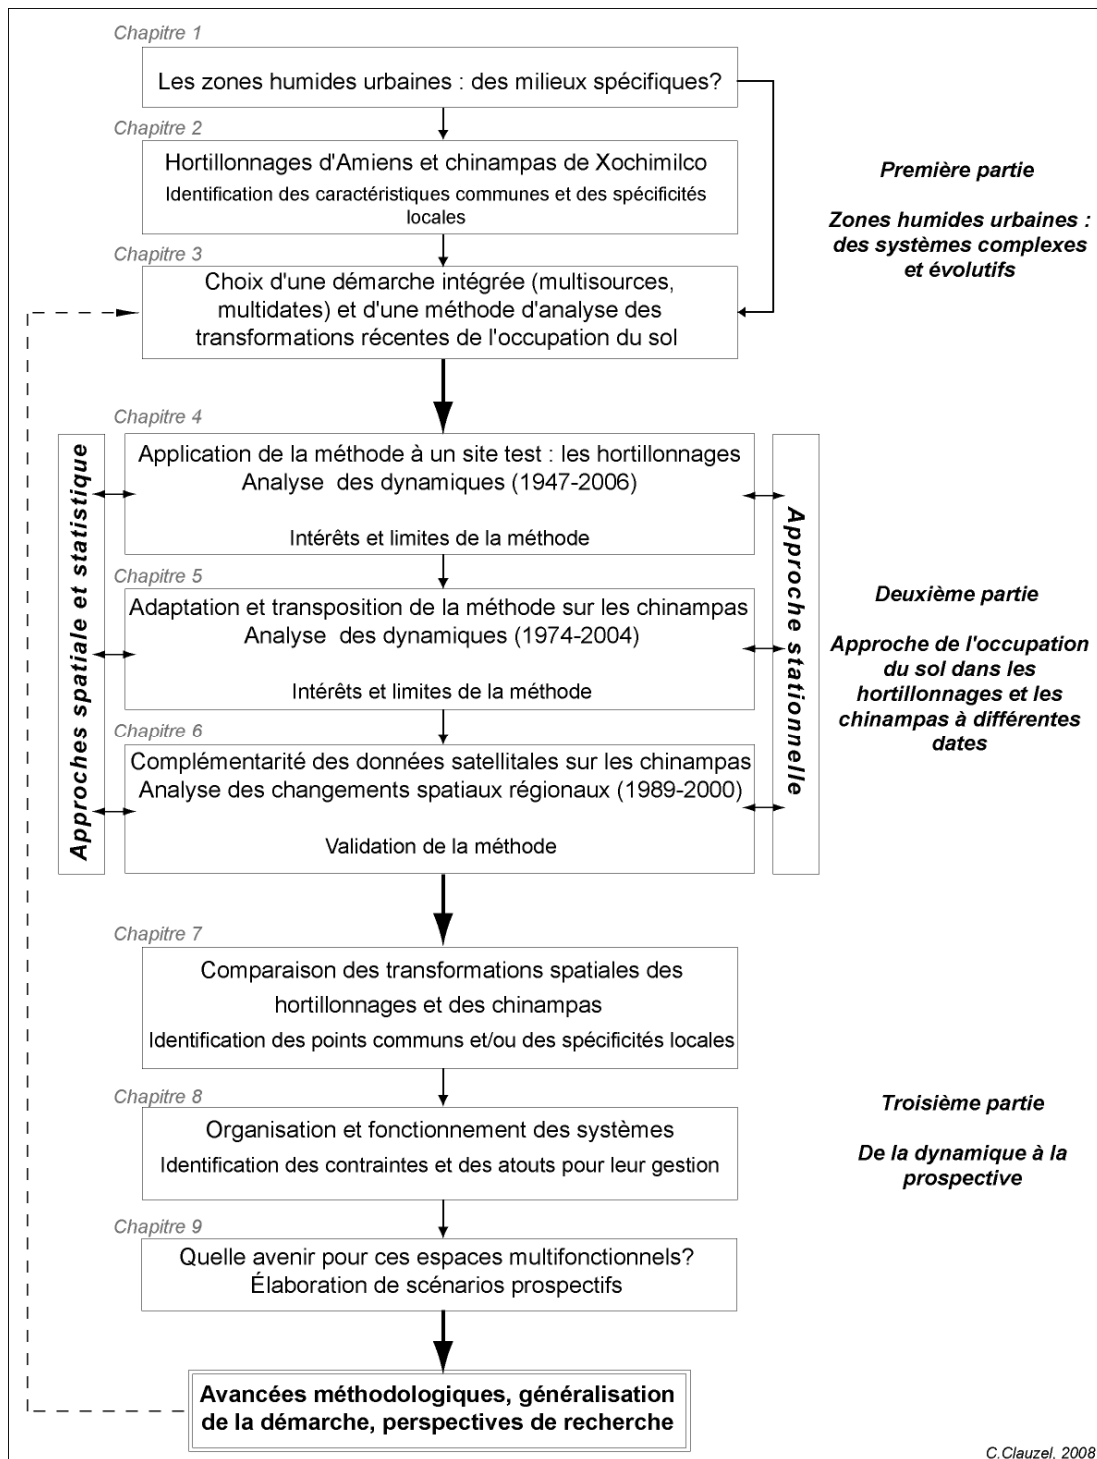 Chapitre 1
Les zones humides urbaines : des milieux spécifiques?
Chapitre 2
Hortillonnages d'Amiens et chinampas de Xochimilco
Identification des caractéristiques communes et des spécificités
locales
Chapitre 3
Choix d'une démarche intégrée (multisources,
multidates) et d'une méthode d'analyse des
transformations récentes de l'occupation du sol
Première partie
Zones humides urbaines :
des systèmes complexes
et évolutifs
Approches spatiale et statistique
Chapitre 4
Application de la méthode à un site test : les hortillonnages
Analyse des dynamiques (1947-2006)
Intérêts et limites de la méthode
Chapitre 5
Adaptation et transposition de la méthode sur les chinampas
Analyse des dynamiques (1974-2004)
Intérêts et limites de la méthode
Chapitre 6
Complémentarité des données satellitales sur les chinampas
Analyse des changements spatiaux régionaux (1989-2000)
Validation de la méthode
Approche stationnelle
Deuxième partie
Approche de l'occupation
du sol dans les
hortillonnages et les
chinampas à différentes
dates
Chapitre 7
Comparaison des transformations spatiales des
hortillonnages et des chinampas
Identification des points communs et/ou des spécificités locales
Chapitre 8
Organisation et fonctionnement des systèmes
Identification des contraintes et des atouts pour leur gestion
Chapitre 9
Quelle avenir pour ces espaces multifonctionnels?
Élaboration de scénarios prospectifs
Troisième partie
De la dynamique à la
prospective
Avancées méthodologiques, généralisation
de la démarche, perspectives de recherche
C.Clauzel, 2008